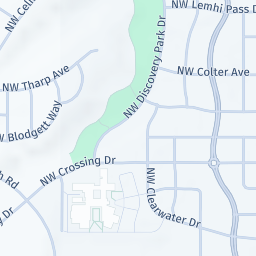 NW Lemhi Pass D
NW Discovery Park Dr
NW Colter Ave
NW Tharp Ave
W Blodgett Way
NW Crossing Dr
NW Clearwater Dr
h Rd
y Dr